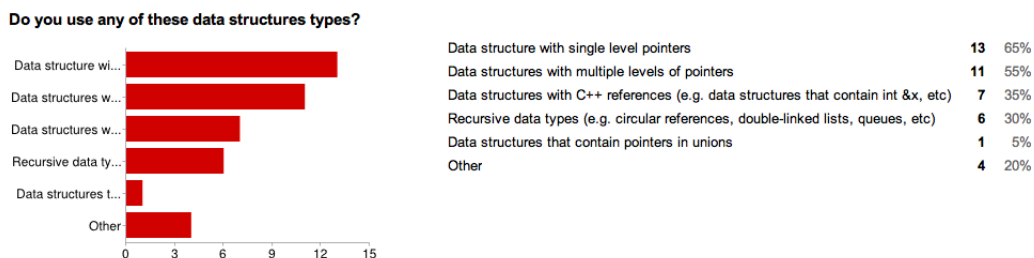 Do you use any of these data structures types?
Data structure wi...
Data structures w...
Data structures w...
Recursive data ty...
Data structures t...
Other
0 3 6 9 12 15
Data structure with single level pointers 13 65%
Data structures with multiple levels of pointers 11 55%
Data structures with C++ references (e.g. data structures that contain int &x, etc) 7 35%
Recursive data types (e.g. circular references, double-linked lists, queues, etc) 6 30%
Data structures that contain pointers in unions 1 5%
Other 4 20%